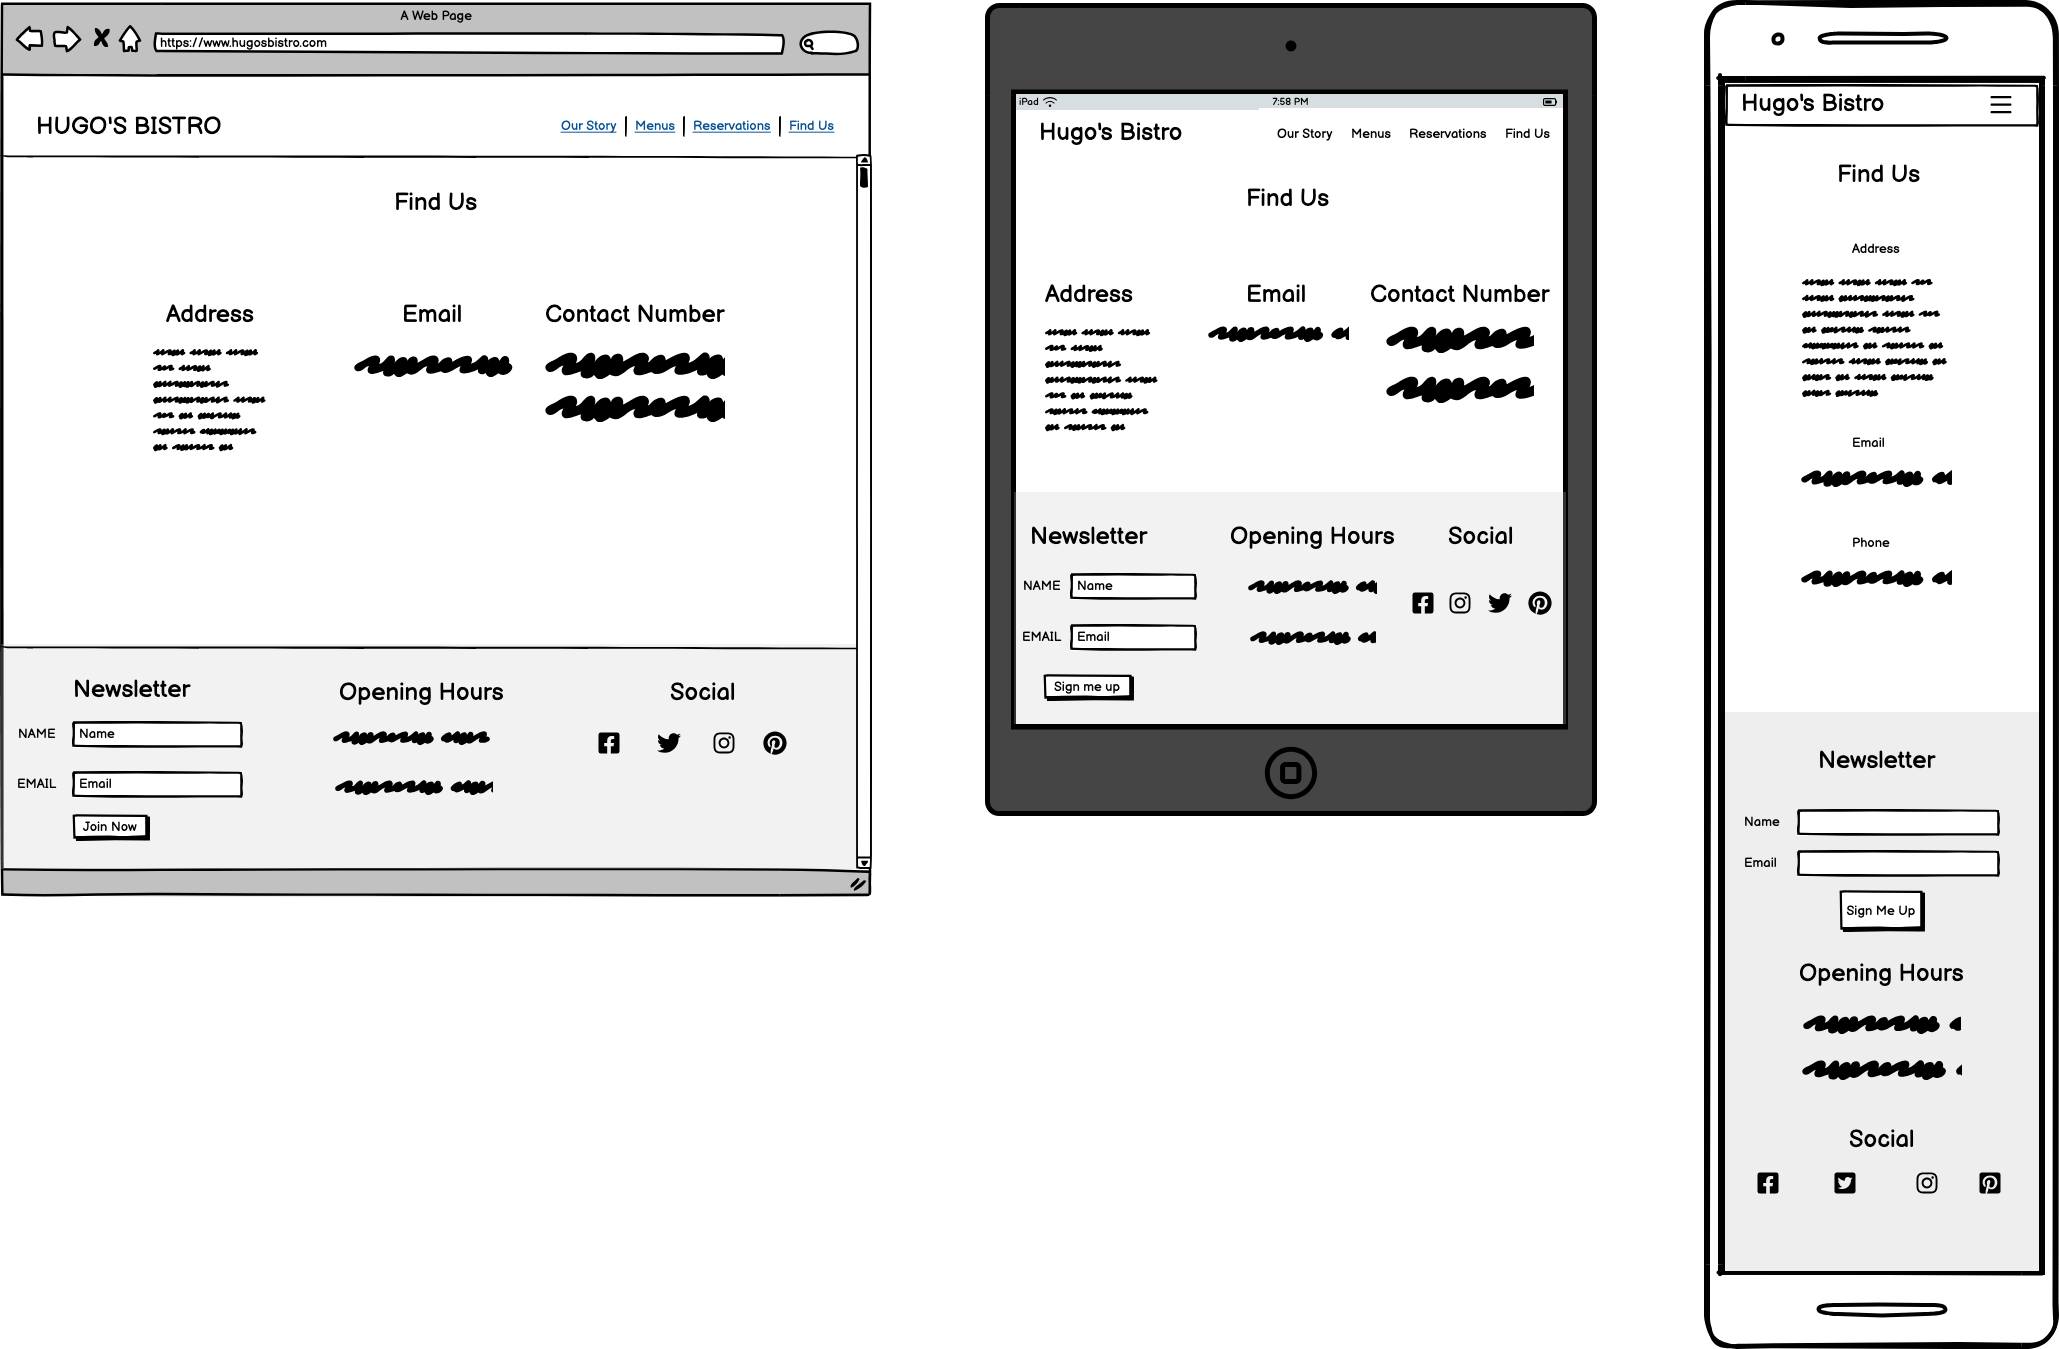 A Web Page
https://www.hugosbistro.com
HUGO'S BISTRO
Our Story | Menus | Reservations | Find Us
Find Us
Address
Email
Contact Number
Newsletter
Opening Hours
Social
NAME
Name
EMAIL
Email
Join Now
iPad
7:58 PM
Hugo's Bistro
Our Story
Menus
Reservations
Find Us
Find Us
Address
Email
Contact Number
Newsletter
Opening Hours
Social
NAME
Name
EMAIL
Email
Sign me up
Hugo's Bistro
Find Us
Address
Email
Phone
Newsletter
Name
Email
Sign Me Up
Opening Hours
Social